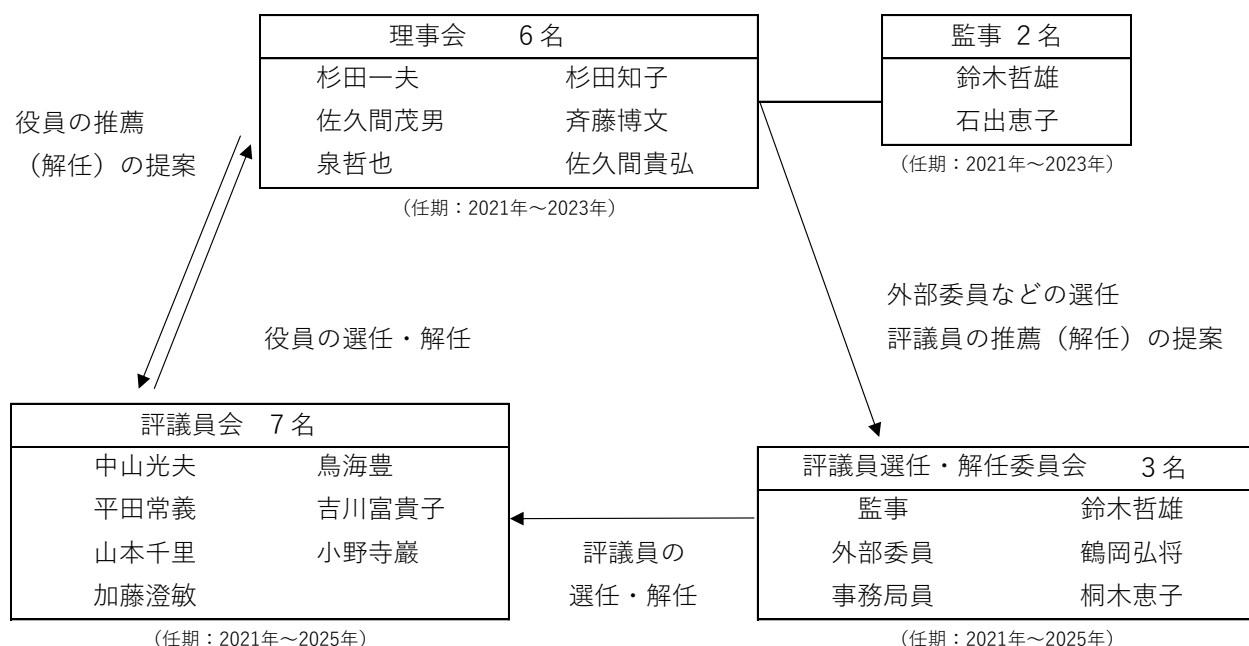 理事会 6名
杉田一夫 杉田知子
佐久間茂男 斉藤博文
泉哲也 佐久間貴弘
(任期：2021年～2023年)
監事 2名
鈴木哲雄
石出恵子
(任期：2021年～2023年)
役員の推薦
（解任）の提案
役員の選任・解任
外部委員などの選任
評議員の推薦（解任）の提案
評議員会 7名
中山光夫 鳥海豊
平田常義 吉川富貴子
山本千里 小野寺巖
加藤澄敏
(任期：2021年～2025年)
評議員の
選任・解任
評議員選任・解任委員会 3名
監事 鈴木哲雄
外部委員 鶴岡弘将
事務局員 桐木恵子
(任期：2021年～2025年)